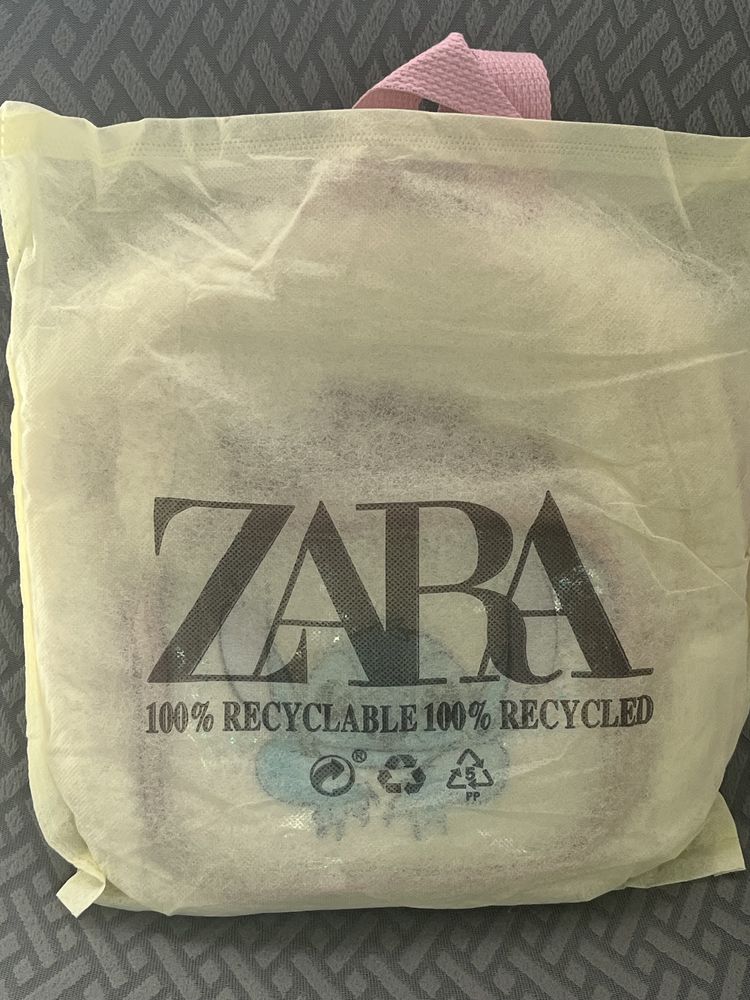 ZARA
100% RECYCLABLE 100% RECYCLED
®
5
PP